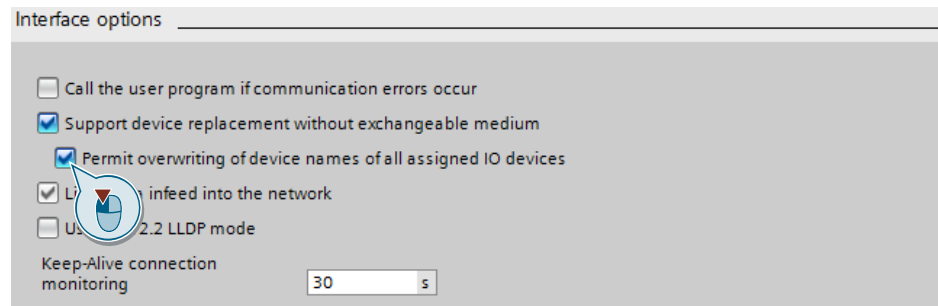 Interface options
Call the user program if communication errors occur
Support device replacement without exchangeable medium
Permit overwriting of device names of all assigned IO devices
infeed into the network
2.2 LLDP mode
Keep-Alive connection
monitoring
30 s